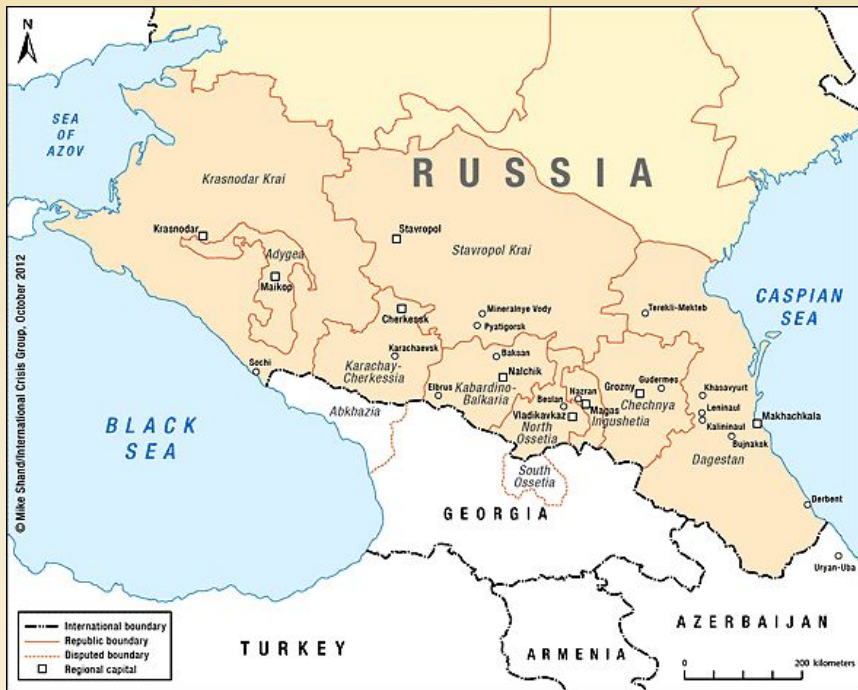 N
SEA
OF
AZOV
RUSSIA
Krasnodar Krai
Krasnodar
Stavropol
Stavropol Krai
Adygea
Maikop
Cherkessk
Mineralnye Vody
Pyatigorsk
Terekli-Mekteb
CASPIAN
SEA
Karachaevsk
Karachay-
Cherkessia
Sochi
Baksan
Nalchik
Elbrus
Kabardino-
Balkaria
Beslan
Nazran
Magas
Ingushetia
Vladikavkaz
North
Ossetia
Grozny
Gudermes
Chechnya
Khasavyurt
Leninaul
Kalininaul
Makhachkala
Bujnaksk
Dagestan
Derbent
Uryan-Uba
BLACK
SEA
Abkhazia
South
Ossetia
GEORGIA
TURKEY
ARMENIA
AZERBAIJAN
© Mike Shand/International Crisis Group, October 2012
International boundary
Republic boundary
Disputed boundary
Regional capital
0 200 kilometers